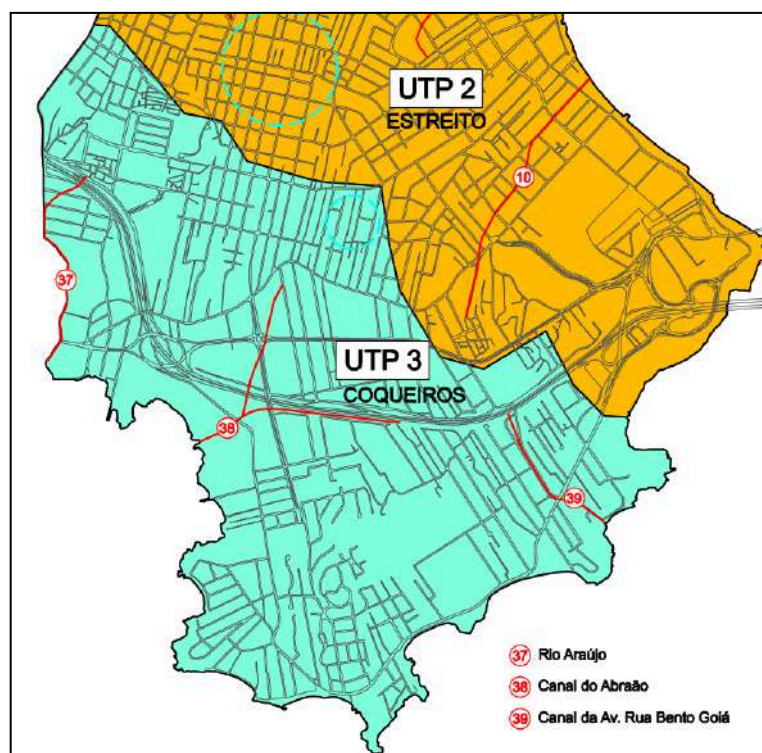 UTP 2
ESTREITO
10
37
UTP 3
COQUEIROS
38
39
37 Rio Araújo
38 Canal do Abraão
39 Canal da Av. Rua Bento Goiá